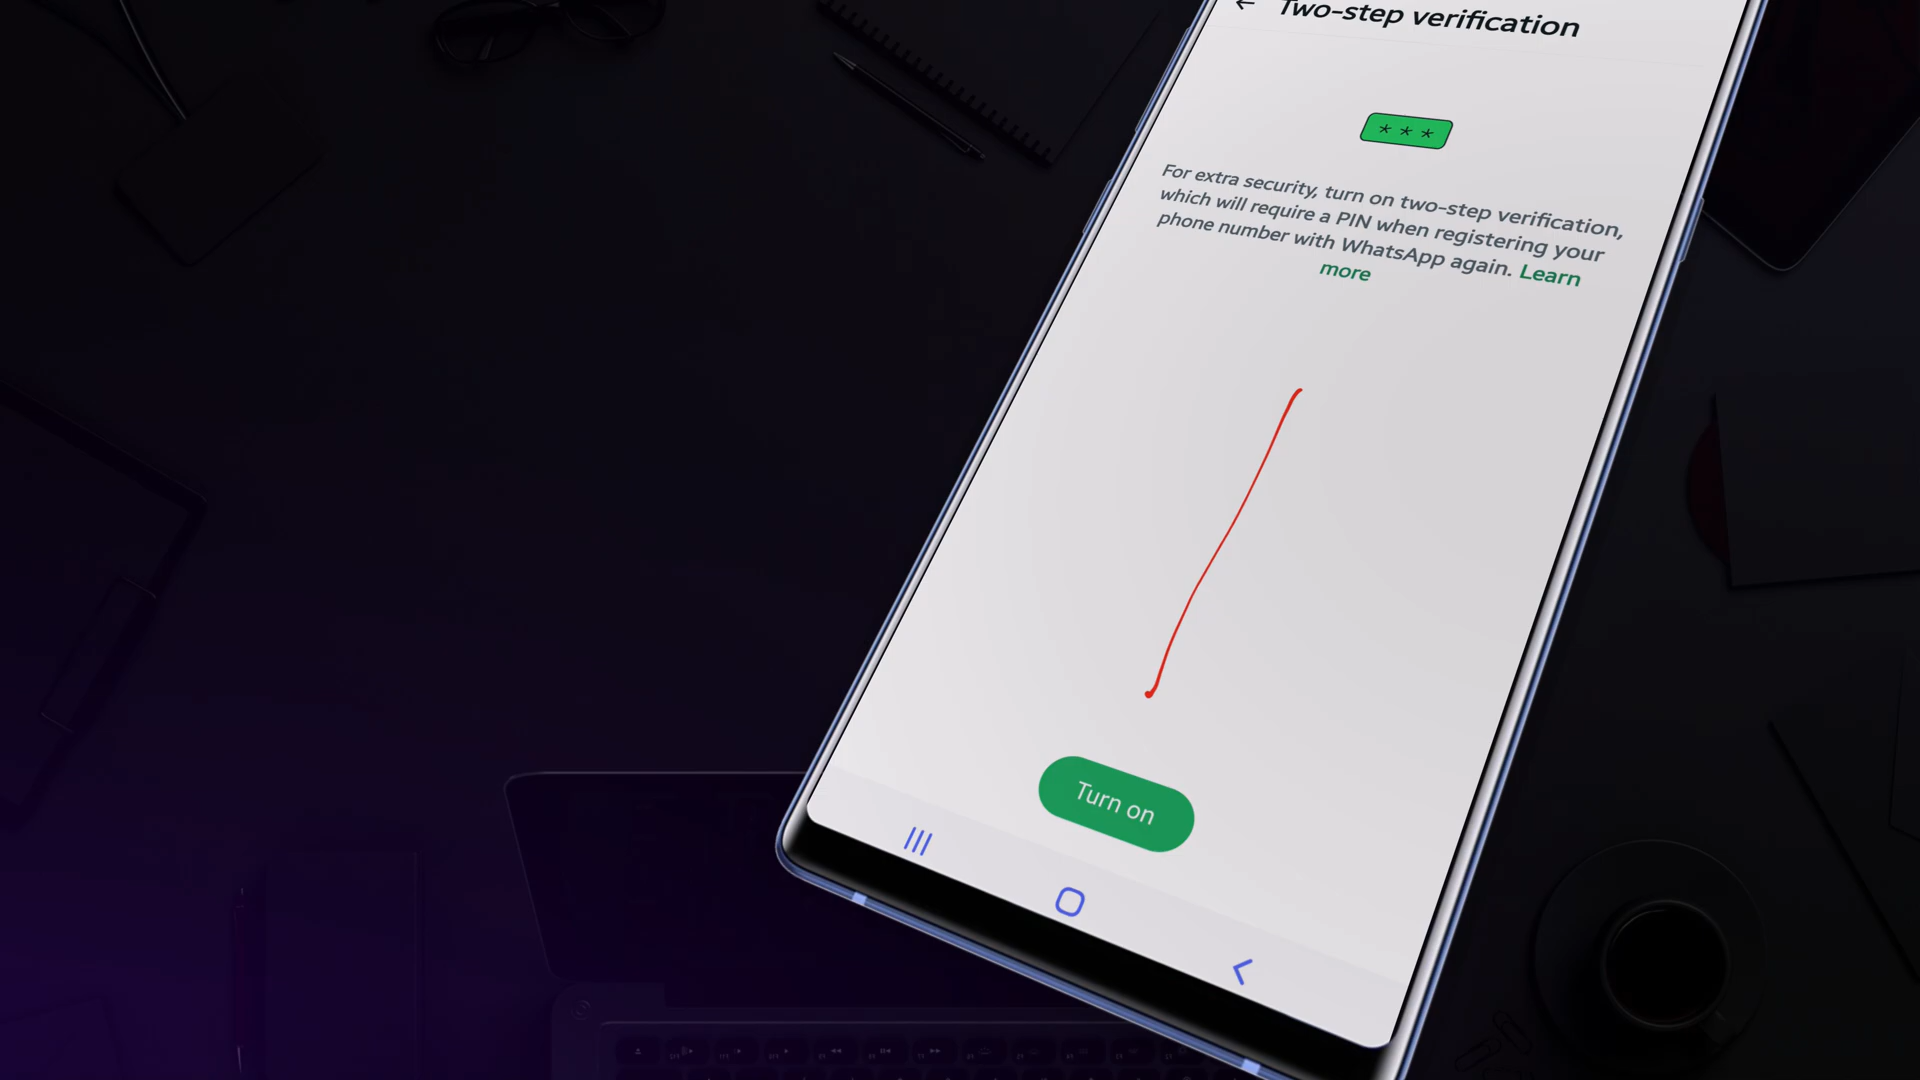 Two-step verification
* * *
For extra security, turn on two-step verification,
which will require a PIN when registering your
phone number with WhatsApp again. Learn
more
Turn on